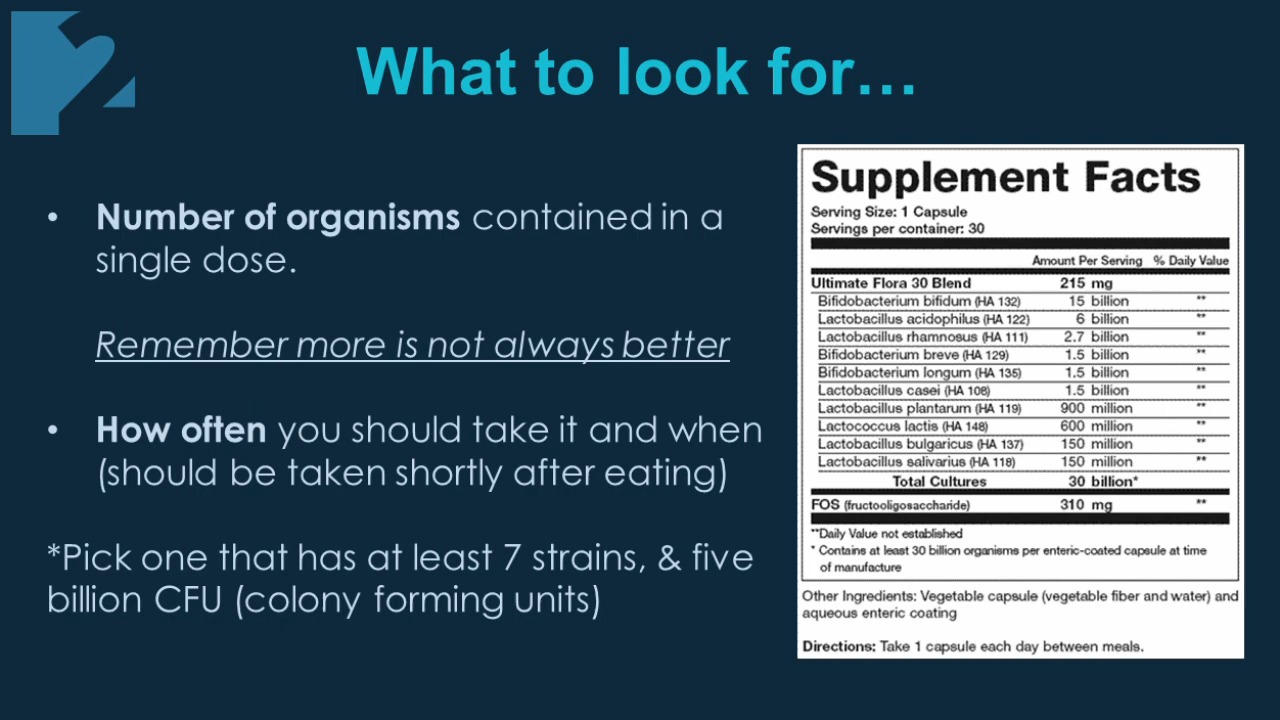 What to look for…
• Number of organisms contained in a
single dose.
Remember more is not always better
• How often you should take it and when
(should be taken shortly after eating)
*Pick one that has at least 7 strains, & five
billion CFU (colony forming units)
Supplement Facts
Serving Size: 1 Capsule
Servings per container: 30
Amount Per Serving % Daily Value
Ultimate Flora 30 Blend 215 mg
Bifidobacterium bifidum (HA 132) 15 billion **
Lactobacillus acidophilus (HA 122) 6 billion **
Lactobacillus rhamnosus (HA 111) 2.7 billion **
Bifidobacterium breve (HA 129) 1.5 billion **
Bifidobacterium longum (HA 135) 1.5 billion **
Lactobacillus casei (HA 108) 1.5 billion **
Lactobacillus plantarum (HA 119) 900 million **
Lactococcus lactis (HA 148) 600 million **
Lactobacillus bulgaricus (HA 137) 150 million **
Lactobacillus salivarius (HA 118) 150 million **
Total Cultures 30 billion*
FOS (fructooligosaccharide) 310 mg **
**Daily Value not established
* Contains at least 30 billion organisms per enteric-coated capsule at time
of manufacture
Other Ingredients: Vegetable capsule (vegetable fiber and water) and
aqueous enteric coating
Directions: Take 1 capsule each day between meals.